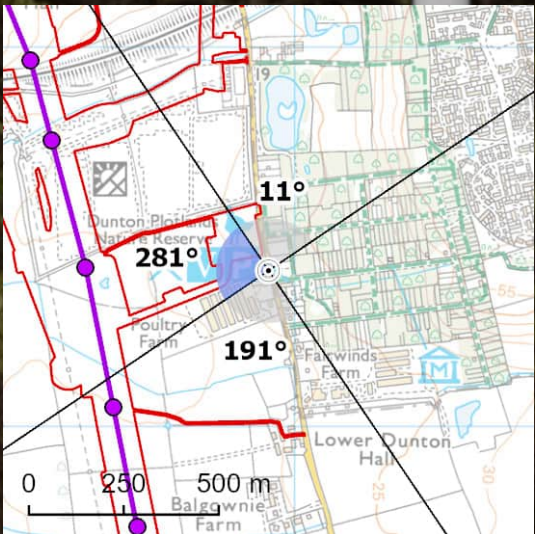 19
11°
Dunton Plotlands
Nature Reserve
281°
55
Poultry
Farm
191°
Fairwinds
Farm
M
Lower Dunton
Hall
0 250 500 m
25
30
Balgownie
Farm